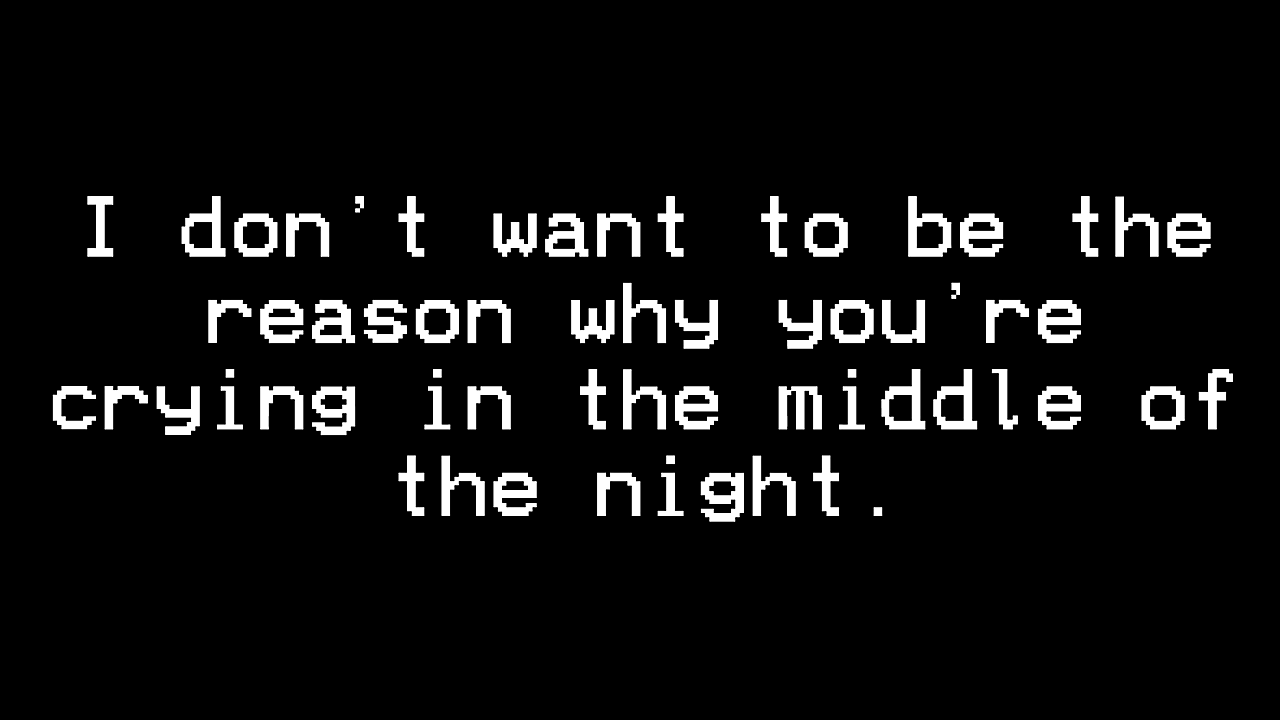 I don't want to be the
reason why you're
crying in the middle of
the night.